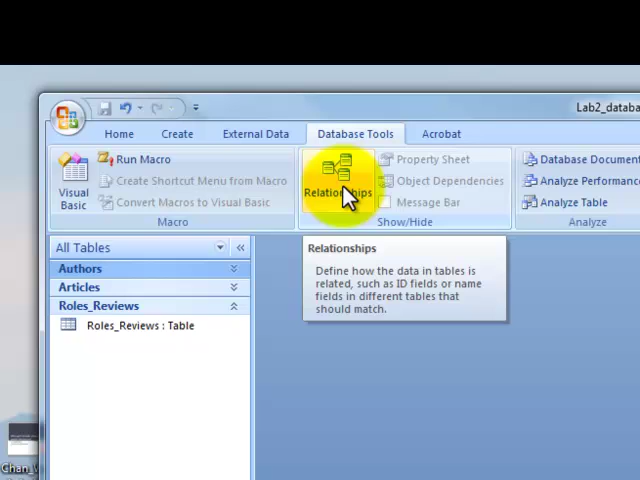 Lab2_databa
Home Create External Data Database Tools Acrobat
Visual Basic
Run Macro
Create Shortcut Menu from Macro
Convert Macros to Visual Basic
Macro
Relationships
Property Sheet
Object Dependencies
Message Bar
Show/Hide
Database Document
Analyze Performanc
Analyze Table
Analyze
All Tables
Authors
Articles
Roles_Reviews
Roles_Reviews : Table
Relationships
Define how the data in tables is
related, such as ID fields or name
fields in different tables that
should match.